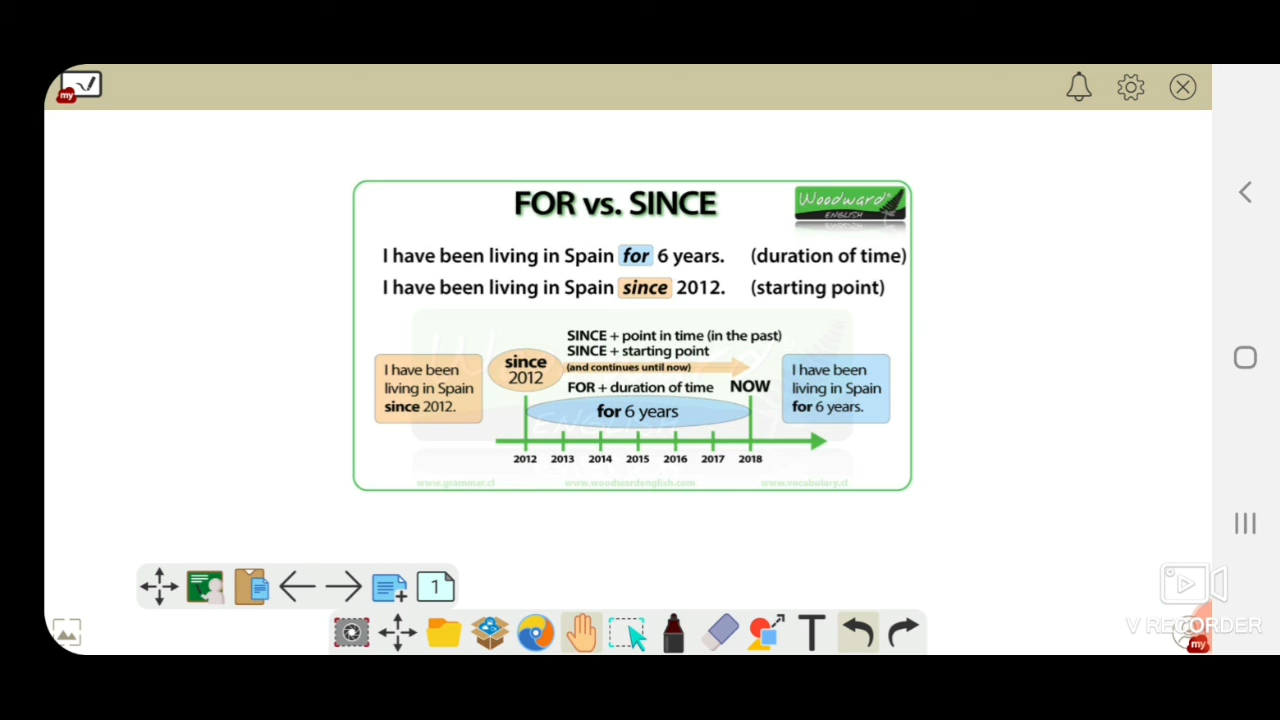 my
FOR vs. SINCE
Woodward®
ENGLISH
I have been living in Spain for 6 years. (duration of time)
I have been living in Spain since 2012. (starting point)
SINCE + point in time (in the past)
SINCE + starting point
(and continues until now)
since
2012
FOR + duration of time
NOW
I have been
living in Spain
since 2012.
I have been
living in Spain
for 6 years.
for 6 years
2012 2013 2014 2015 2016 2017 2018
www.grammar.cl www.woodwardenglish.com www.vocabulary.cl
1
T
V RECORDER
my